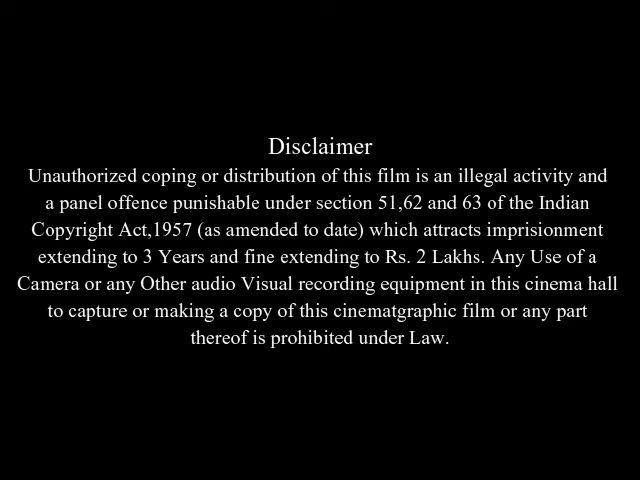 Disclaimer
Unauthorized coping or distribution of this film is an illegal activity and
a panel offence punishable under section 51,62 and 63 of the Indian
Copyright Act,1957 (as amended to date) which attracts imprisionment
extending to 3 Years and fine extending to Rs. 2 Lakhs. Any Use of a
Camera or any Other audio Visual recording equipment in this cinema hall
to capture or making a copy of this cinematgraphic film or any part
thereof is prohibited under Law.